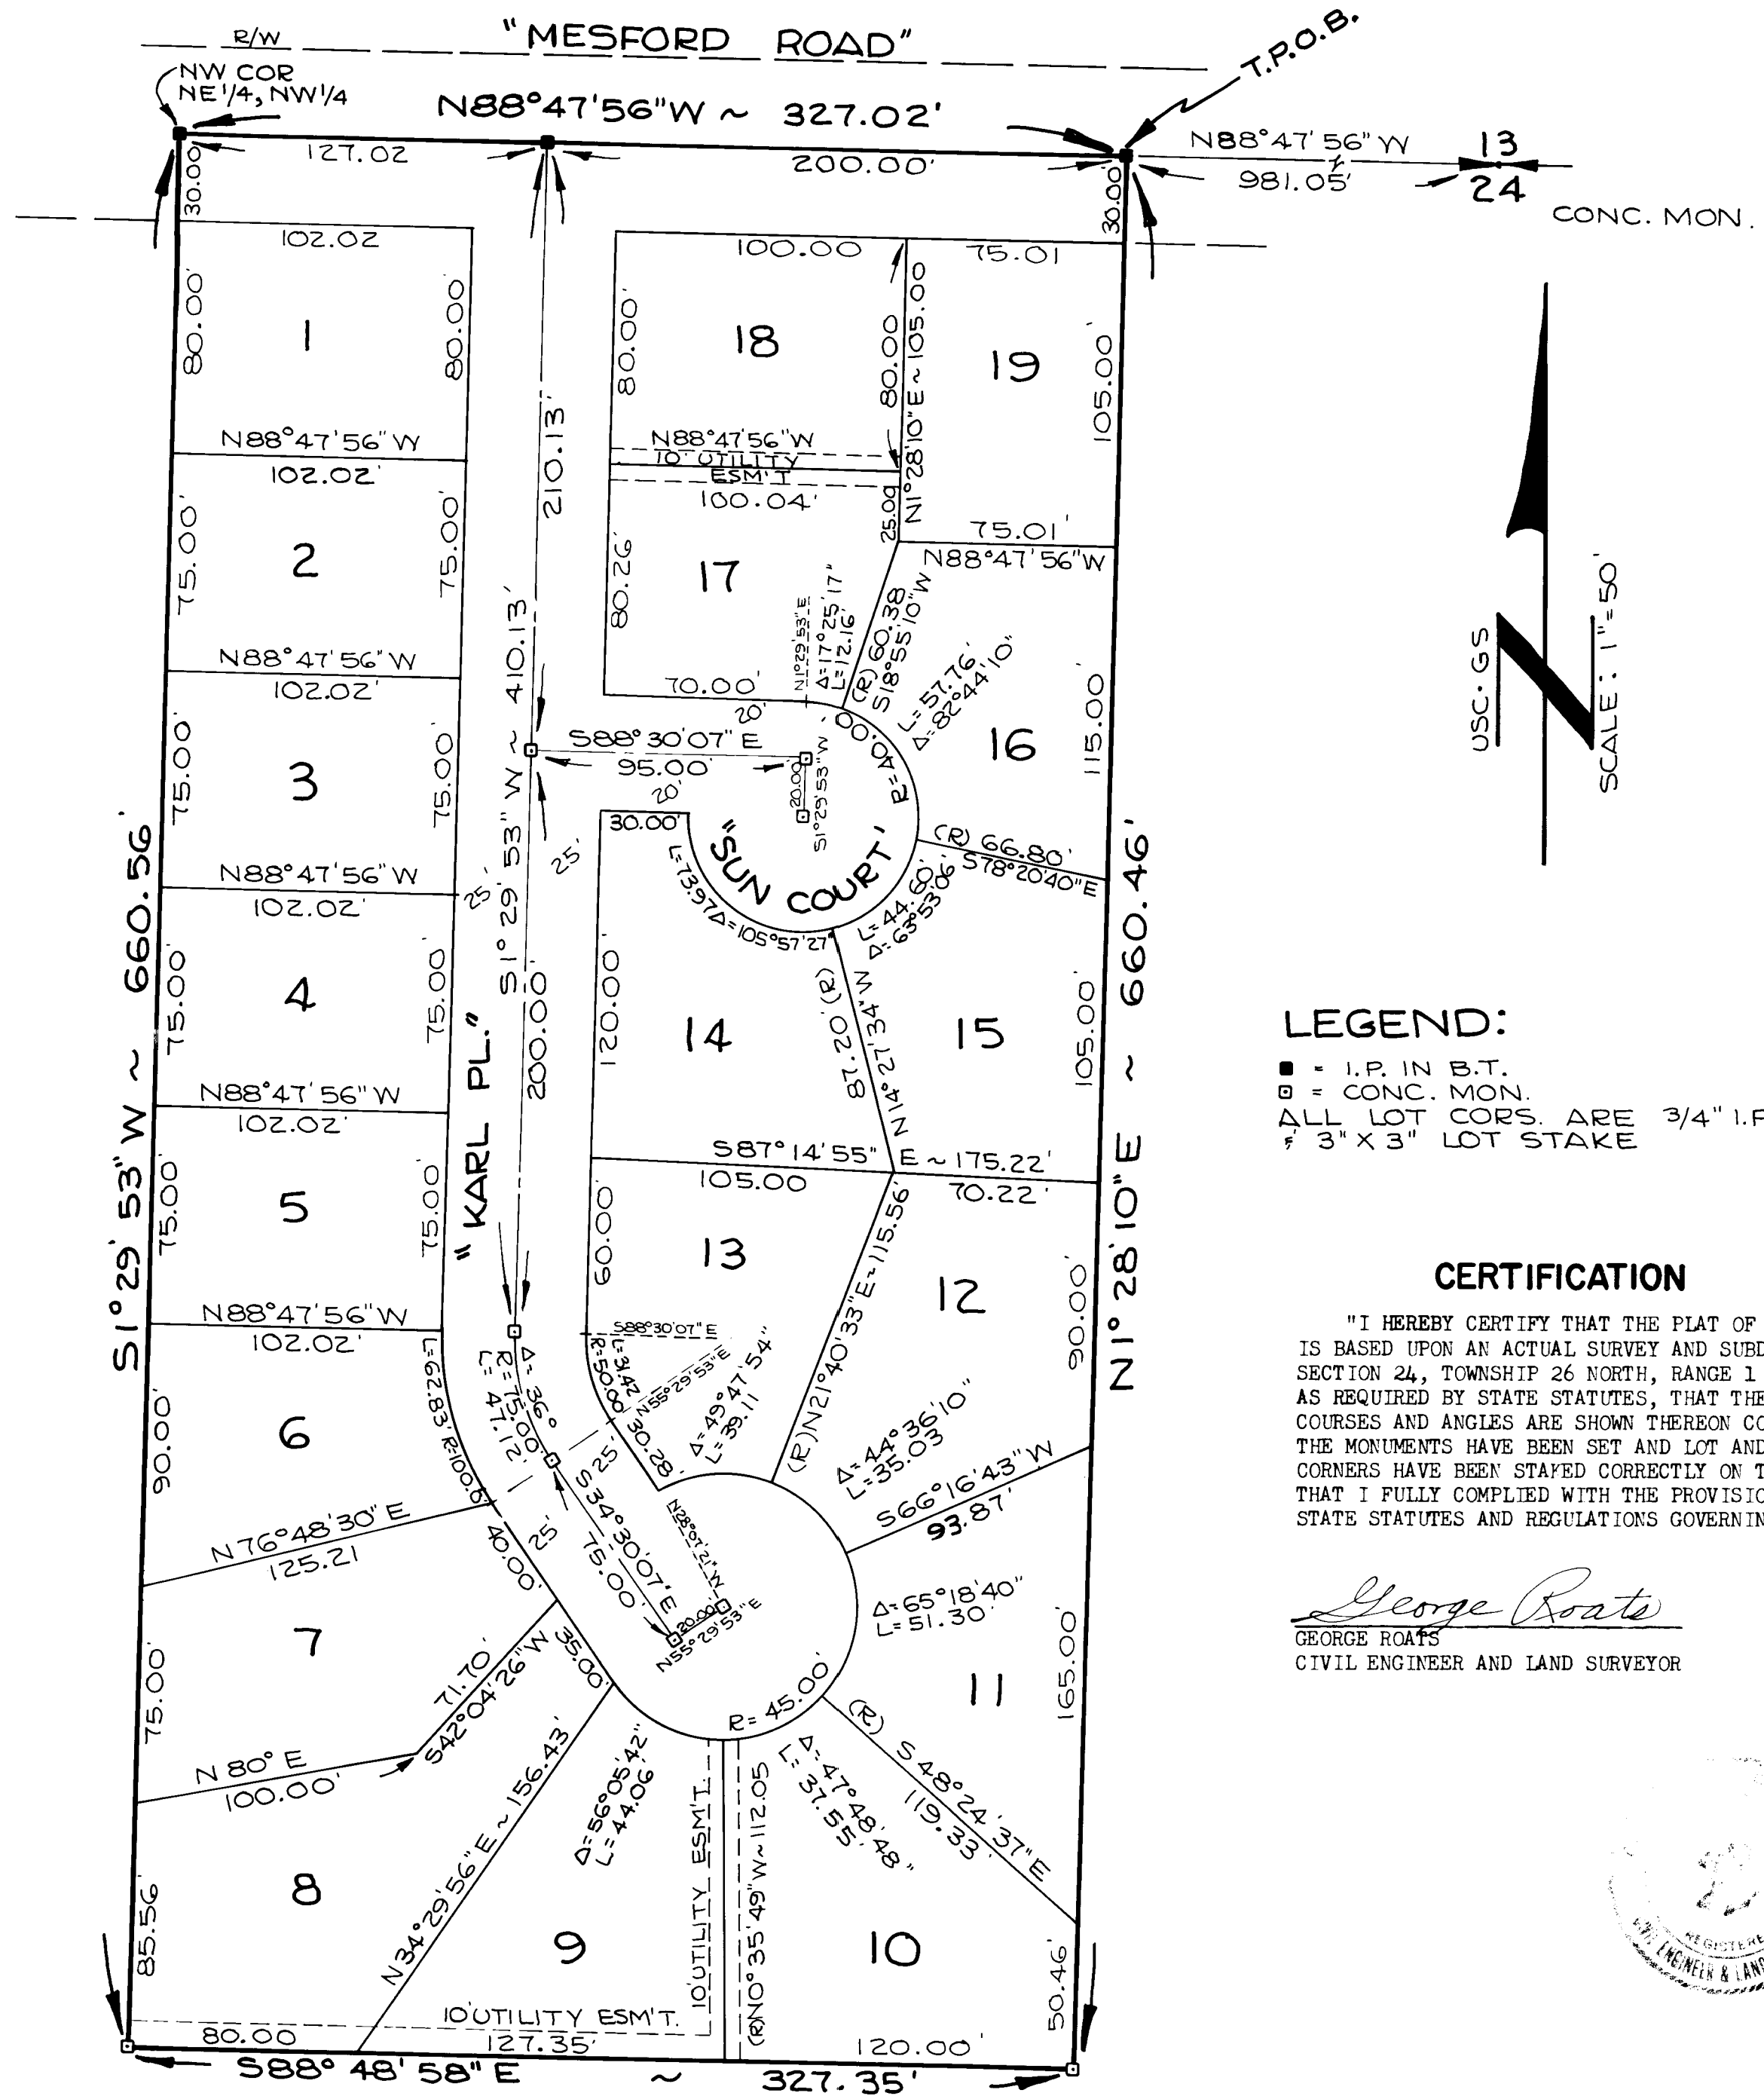 "MESFORD ROAD"
R/W
T.P.O.B.
NW COR
NE 1/4, NW 1/4
N88°47'56"W ~ 327.02'
127.02
200.00'
N88°47'56"W
981.05'
13
24
CONC. MON.
30.00
30.00'
102.02
100.00
75.01
80.00'
1
80.00'
80.00'
18
80.00
N1°28'10"E ~ 105.00
19
105.00'
N88°47'56"W
102.02'
210.13'
N88°47'56"W
10' UTILITY
ESM'T
100.04'
25.00
75.01'
N88°47'56"W
75.00'
2
75.00'
80.26'
17
N1°29'53"E
Δ=17°25'17"
L=12.16'
(R) 60.38
S18°55'10"W
L=57.76'
Δ=82°44'10"
16
115.00'
N88°47'56"W
102.02'
70.00'
20'
75.00'
3
75.00'
S88°30'07"E
95.00'
20'
30.00'
20.00'
S1°29'53"W
R=40.00'
"SUN COURT"
L=73.97 Δ=105°57'27"
(R) 66.80'
S78°20'40"E
L=44.60'
Δ=63°53'06"
N88°47'56"W
102.02'
25'
25'
S1°29'53"W ~ 660.56'
S1°29'53"W ~ 410.13'
N1°28'10"E ~ 660.46'
75.00'
4
75.00'
"KARL PL."
200.00'
120.00'
14
87.20' (R)
N14°27'34"W
15
105.00'
N88°47'56"W
102.02'
S87°14'55"E ~ 175.22'
105.00
70.22'
75.00'
5
75.00'
60.00'
13
(R) N21°40'33"E ~ 115.56'
12
90.00'
N88°47'56"W
102.02'
S88°30'07"E
L=31.42
R=50.00'
N55°29'53"E
L=62.83' R=100.0'
Δ=36°
R=75.00'
L=47.12'
90.00'
6
30.28'
Δ=49°47'54"
L=39.11
Δ=44°36'10"
L=35.03
S66°16'43"W
93.87'
N76°48'30"E
125.21
25'
25'
40.00'
S34°30'07"E
75.00'
N28°07'21"W
20.00'
N55°29'53"E
75.00'
7
71.70'
S42°04'26"W
35.00'
R=45.00'
Δ=65°18'40"
L=51.30'
11
165.00'
N80°E
100.00'
N34°29'56"E ~ 156.43'
Δ=56°05'42"
L=44.06'
Δ=47°48'48"
L=37.55'
(R) S48°24'37"E
119.33'
85.56'
8
9
10' UTILITY ESM'T.
(R) N0°35'49"W ~ 112.05
10
50.46'
10' UTILITY ESM'T.
80.00
127.35'
120.00'
S88°48'58"E ~ 327.35'
USC·GS
N
SCALE: 1"=50'
LEGEND:
■ = I.P. IN B.T.
⊡ = CONC. MON.
ALL LOT CORS. ARE 3/4" I.P
& 3" X 3" LOT STAKE
CERTIFICATION
"I HEREBY CERTIFY THAT THE PLAT OF
IS BASED UPON AN ACTUAL SURVEY AND SUBD
SECTION 24, TOWNSHIP 26 NORTH, RANGE 1
AS REQUIRED BY STATE STATUTES, THAT THE
COURSES AND ANGLES ARE SHOWN THEREON CO
THE MONUMENTS HAVE BEEN SET AND LOT AND
CORNERS HAVE BEEN STAKED CORRECTLY ON T
THAT I FULLY COMPLIED WITH THE PROVISIO
STATE STATUTES AND REGULATIONS GOVERNIN
George Roats
GEORGE ROATS
CIVIL ENGINEER AND LAND SURVEYOR
REGISTERE
CIVIL ENGINEER & LAND